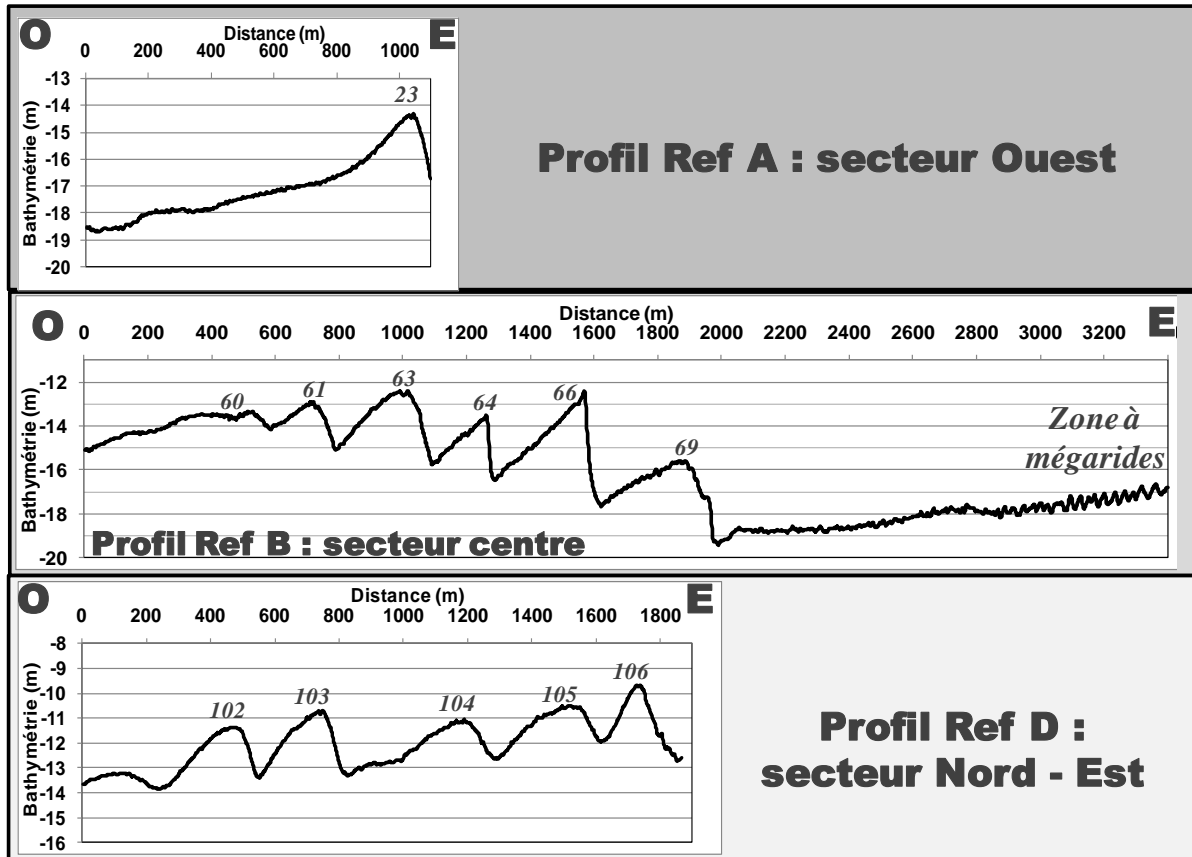 O Distance (m) E
0 200 400 600 800 1000
Bathymétrie (m)
-13
-14
-15
-16
-17
-18
-19
-20
23
Profil Ref A : secteur Ouest
O Distance (m) E
0 200 400 600 800 1000 1200 1400 1600 1800 2000 2200 2400 2600 2800 3000 3200
Bathymétrie (m)
-12
-14
-16
-18
-20
60 61 63 64 66 69
Zone à
mégarides
Profil Ref B : secteur centre
O Distance (m) E
0 200 400 600 800 1000 1200 1400 1600 1800
Bathymétrie (m)
-8
-9
-10
-11
-12
-13
-14
-15
-16
102 103 104 105 106
Profil Ref D :
secteur Nord - Est